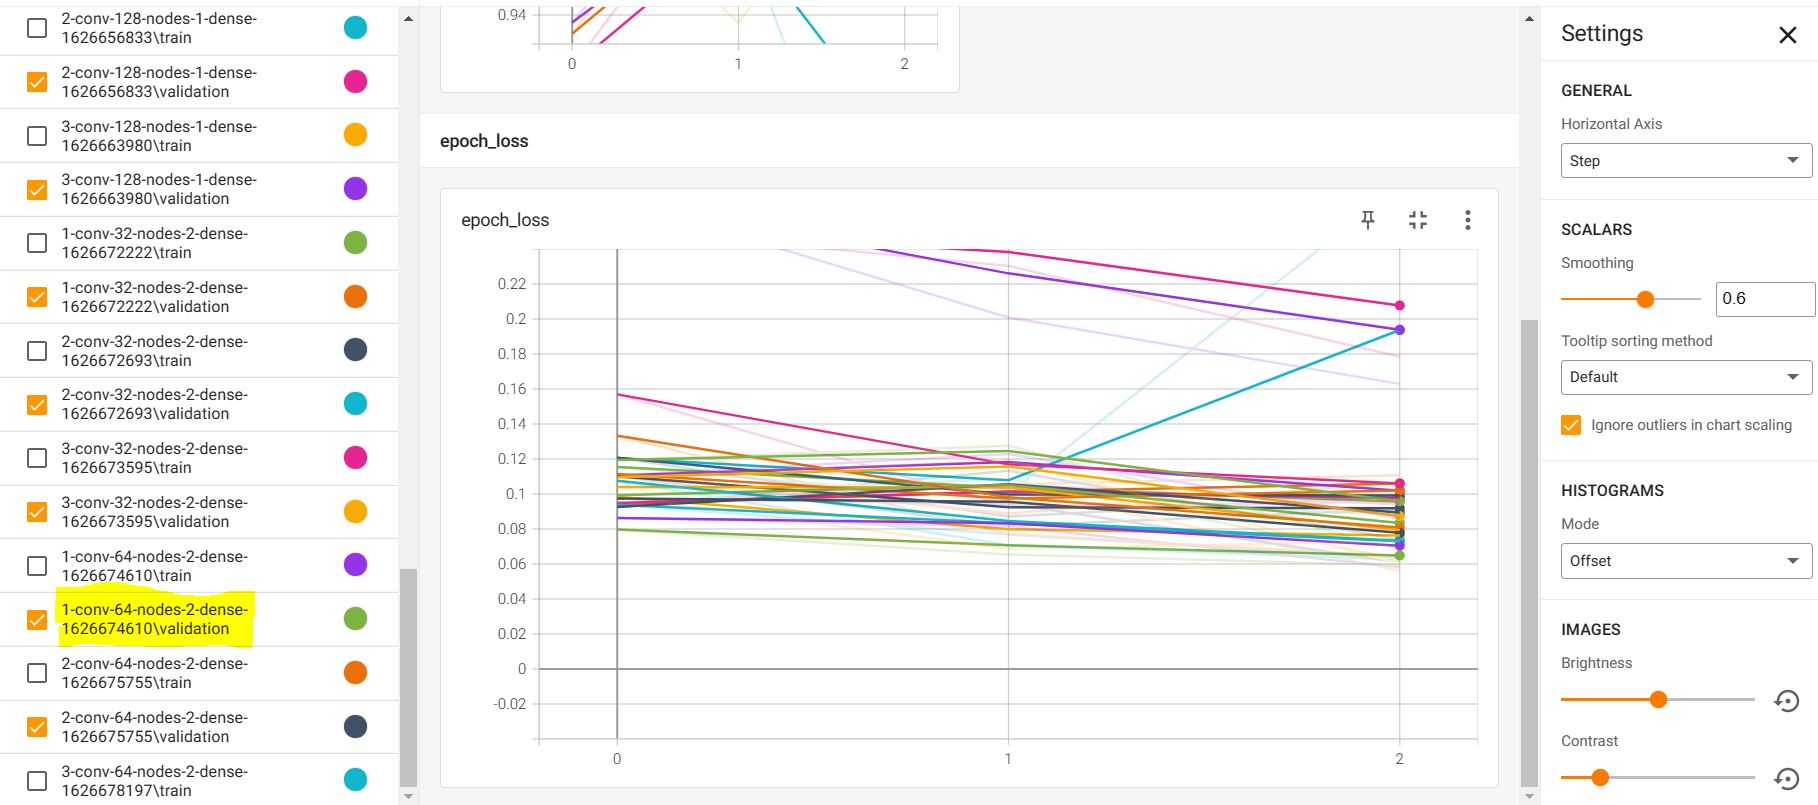 2-conv-128-nodes-1-dense-
1626656833\train
2-conv-128-nodes-1-dense-
1626656833\validation
3-conv-128-nodes-1-dense-
1626663980\train
3-conv-128-nodes-1-dense-
1626663980\validation
1-conv-32-nodes-2-dense-
1626672222\train
1-conv-32-nodes-2-dense-
1626672222\validation
2-conv-32-nodes-2-dense-
1626672693\train
2-conv-32-nodes-2-dense-
1626672693\validation
3-conv-32-nodes-2-dense-
1626673595\train
3-conv-32-nodes-2-dense-
1626673595\validation
1-conv-64-nodes-2-dense-
1626674610\train
1-conv-64-nodes-2-dense-
1626674610\validation
2-conv-64-nodes-2-dense-
1626675755\train
2-conv-64-nodes-2-dense-
1626675755\validation
3-conv-64-nodes-2-dense-
1626678197\train
0.94
0 1 2
epoch_loss
epoch_loss
0.22
0.2
0.18
0.16
0.14
0.12
0.1
0.08
0.06
0.04
0.02
0
-0.02
0 1 2
Settings
GENERAL
Horizontal Axis
Step
SCALARS
Smoothing
0.6
Tooltip sorting method
Default
Ignore outliers in chart scaling
HISTOGRAMS
Mode
Offset
IMAGES
Brightness
Contrast